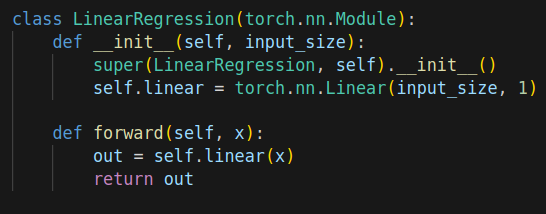 class LinearRegression(torch.nn.Module):
    def __init__(self, input_size):
        super(LinearRegression, self).__init__()
        self.linear = torch.nn.Linear(input_size, 1)

    def forward(self, x):
        out = self.linear(x)
        return out